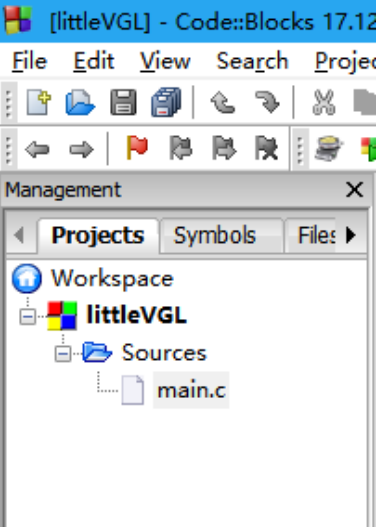 [littleVGL] - Code::Blocks 17.12
File Edit View Search Projec
Management
Projects Symbols Files
Workspace
littleVGL
Sources
main.c